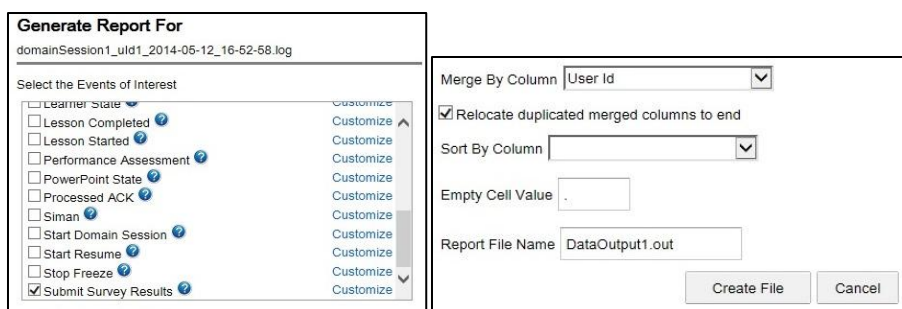 Generate Report For
domainSession1_uId1_2014-05-12_16-52-58.log
Select the Events of Interest
Learner State Customize
Lesson Completed Customize
Lesson Started Customize
Performance Assessment Customize
PowerPoint State Customize
Processed ACK Customize
Siman Customize
Start Domain Session Customize
Start Resume Customize
Stop Freeze Customize
Submit Survey Results Customize
Merge By Column User Id
Relocate duplicated merged columns to end
Sort By Column
Empty Cell Value .
Report File Name DataOutput1.out
Create File Cancel